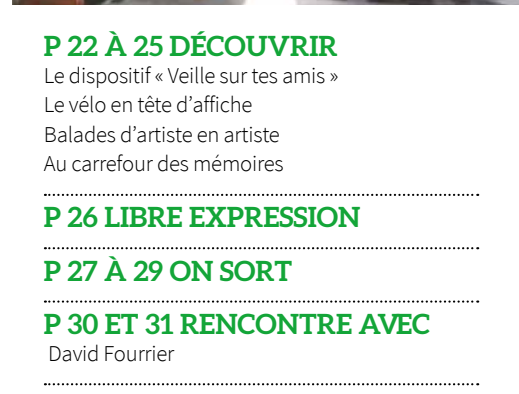 P 22 À 25 DÉCOUVRIR
Le dispositif « Veille sur tes amis »
Le vélo en tête d’affiche
Balades d’artiste en artiste
Au carrefour des mémoires
P 26 LIBRE EXPRESSION
P 27 À 29 ON SORT
P 30 ET 31 RENCONTRE AVEC
David Fourrier